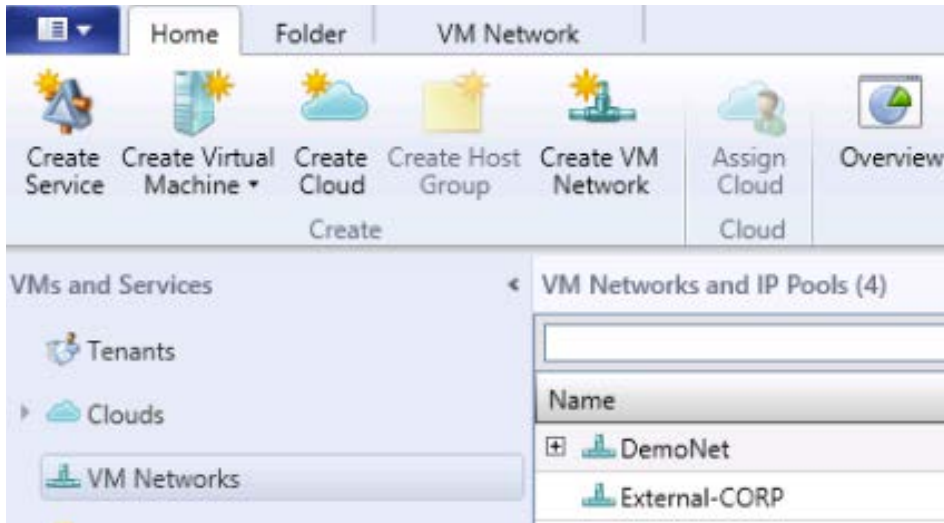 Home Folder VM Network
Create Service
Create Virtual Machine
Create Cloud
Create Host Group
Create VM Network
Assign Cloud
Overview
Create Cloud
VMs and Services
VM Networks and IP Pools (4)
Tenants
Clouds
VM Networks
Name
DemoNet
External-CORP